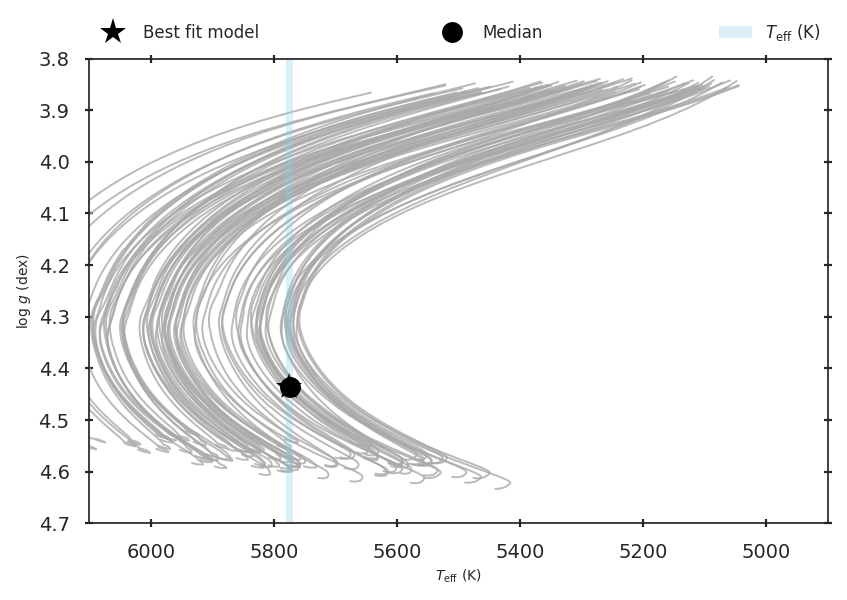 Best fit model
Median
T_eff (K)
3.8
3.9
4.0
4.1
4.2
4.3
4.4
4.5
4.6
4.7
log g (dex)
6000 5800 5600 5400 5200 5000
T_eff (K)